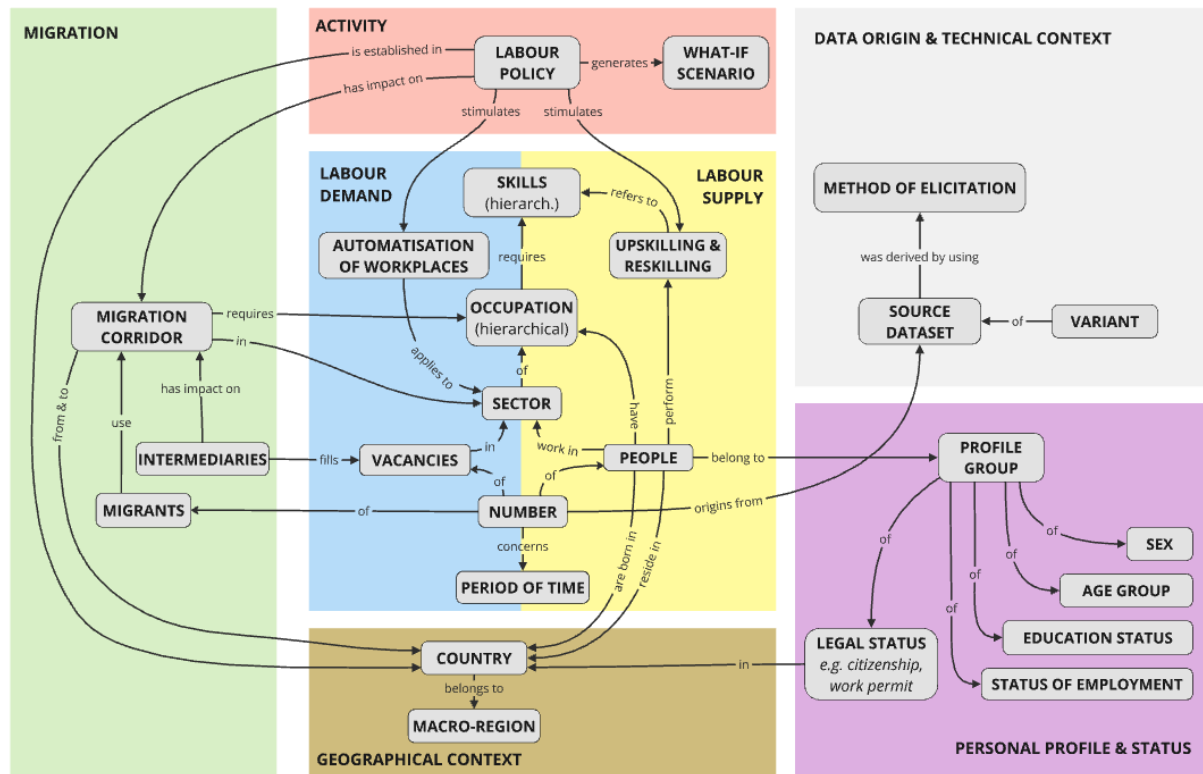 MIGRATION
ACTIVITY
is established in
has impact on
LABOUR
POLICY
generates
WHAT-IF
SCENARIO
stimulates
stimulates
DATA ORIGIN & TECHNICAL CONTEXT
METHOD OF ELICITATION
was derived by using
SOURCE
DATASET
of
VARIANT
LABOUR
DEMAND
LABOUR
SUPPLY
SKILLS
(hierarch.)
refers to
AUTOMATISATION
OF WORKPLACES
UPSKILLING &
RESKILLING
requires
OCCUPATION
(hierarchical)
applies to
of
have
perform
SECTOR
MIGRATION
CORRIDOR
requires
in
from & to
has impact on
use
INTERMEDIARIES
fills
VACANCIES
in
work in
PEOPLE
belong to
of
of
MIGRANTS
of
NUMBER
origins from
concerns
are born in
reside in
PERIOD OF TIME
PROFILE
GROUP
of
of
of
of
of
SEX
AGE GROUP
EDUCATION STATUS
STATUS OF EMPLOYMENT
LEGAL STATUS
e.g. citizenship,
work permit
in
COUNTRY
belongs to
MACRO-REGION
GEOGRAPHICAL CONTEXT
PERSONAL PROFILE & STATUS